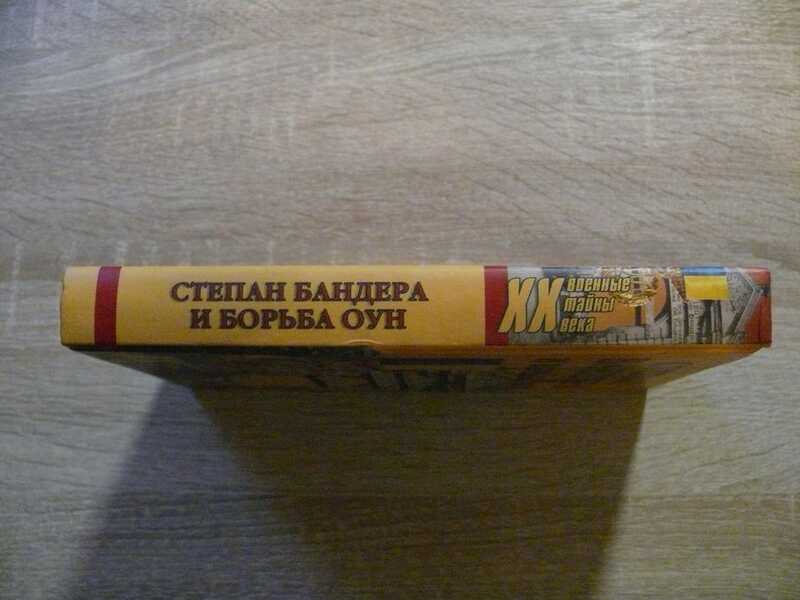 СТЕПАН БАНДЕРА
И БОРЬБА ОУН
XX
ВОЕННЫЕ
ТАЙНЫ
ВЕКА